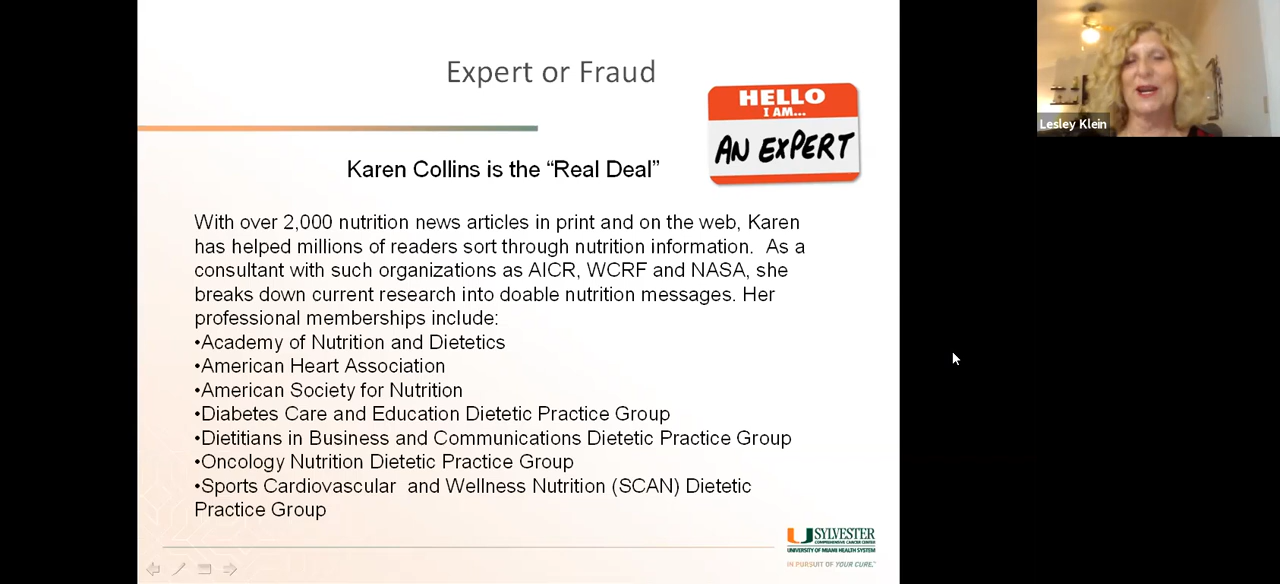 Expert or Fraud
HELLO
I AM...
AN EXPERT
Karen Collins is the “Real Deal”
With over 2,000 nutrition news articles in print and on the web, Karen
has helped millions of readers sort through nutrition information.  As a
consultant with such organizations as AICR, WCRF and NASA, she
breaks down current research into doable nutrition messages. Her
professional memberships include:
•Academy of Nutrition and Dietetics
•American Heart Association
•American Society for Nutrition
•Diabetes Care and Education Dietetic Practice Group
•Dietitians in Business and Communications Dietetic Practice Group
•Oncology Nutrition Dietetic Practice Group
•Sports Cardiovascular  and Wellness Nutrition (SCAN) Dietetic
Practice Group
SYLVESTER
COMPREHENSIVE CANCER CENTER
UNIVERSITY OF MIAMI HEALTH SYSTEM
IN PURSUIT OF YOUR CURE.™
Lesley Klein